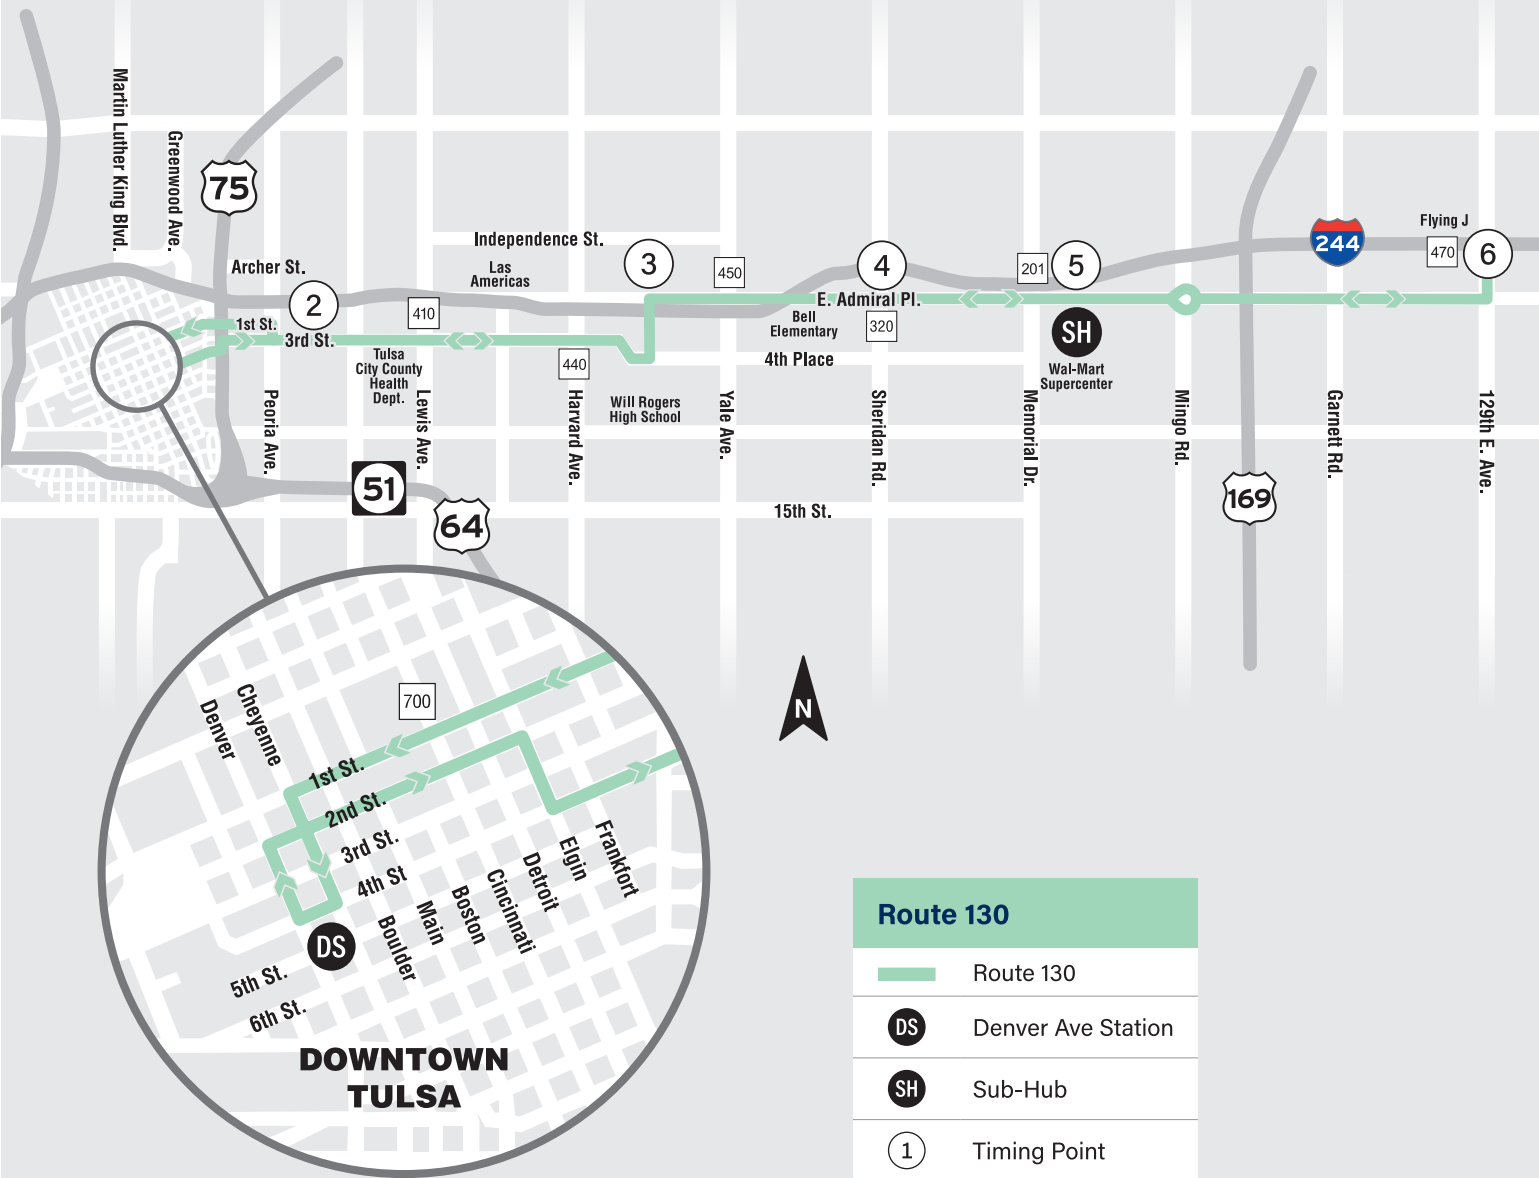 Martin Luther King Blvd.
Greenwood Ave.
75
Independence St.
Archer St.
Las
Americas
2
3
450
4
201
5
244
Flying J
470
6
410
1st St.
3rd St.
E. Admiral Pl.
Bell
Elementary
320
SH
Wal-Mart
Supercenter
Tulsa
City County
Health
Dept.
440
4th Place
Will Rogers
High School
Peoria Ave.
Lewis Ave.
Harvard Ave.
Yale Ave.
Sheridan Rd.
Memorial Dr.
Mingo Rd.
Garnett Rd.
129th E. Ave.
51
64
169
15th St.
N
700
Denver
Cheyenne
1st St.
2nd St.
3rd St.
4th St
5th St.
6th St.
DS
Boulder
Main
Boston
Cincinnati
Detroit
Elgin
Frankfort
DOWNTOWN
TULSA
Route 130
Route 130
DS Denver Ave Station
SH Sub-Hub
1 Timing Point